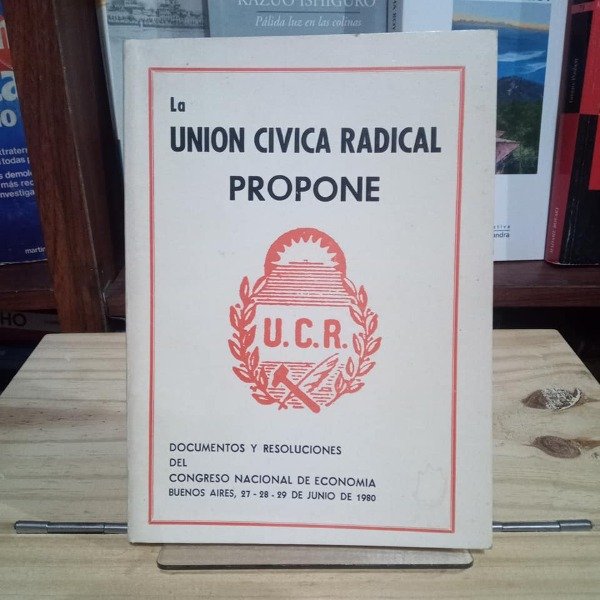 KAZUO ISHIGURO
Pálida luz en las colinas
La
UNION CIVICA RADICAL
PROPONE
U.C.R.
DOCUMENTOS Y RESOLUCIONES
DEL
CONGRESO NACIONAL DE ECONOMIA
BUENOS AIRES, 27 - 28 - 29 DE JUNIO DE 1980